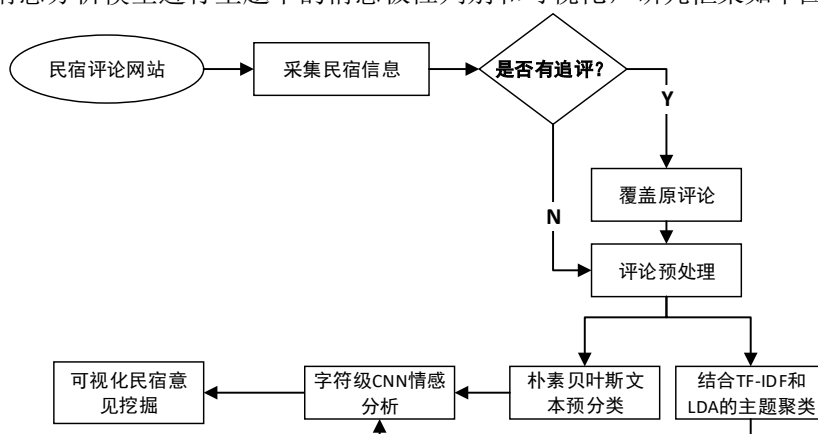 民宿评论网站
采集民宿信息
是否有追评?
Y
覆盖原评论
N
评论预处理
可视化民宿意
见挖掘
字符级CNN情感
分析
朴素贝叶斯文
本预分类
结合TF-IDF和
LDA的主题聚类